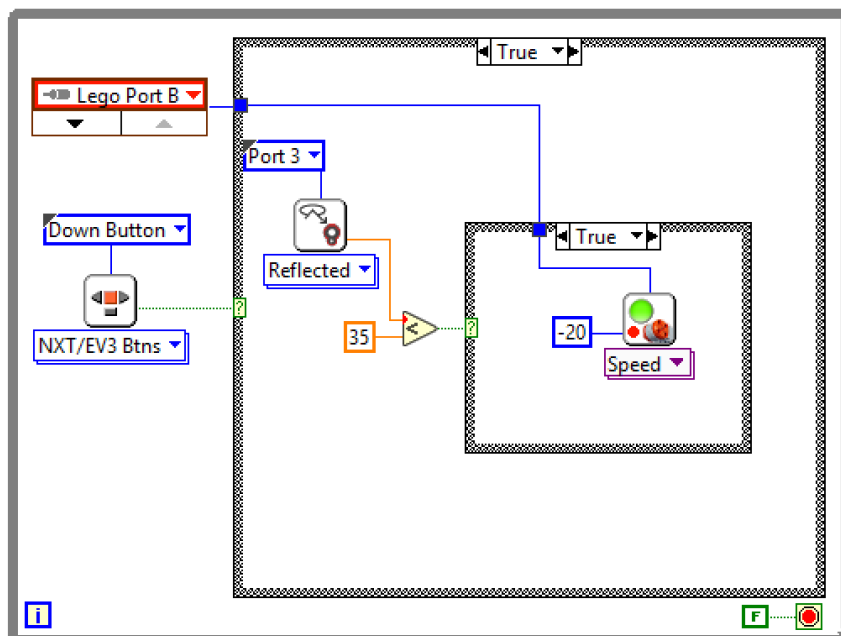 True
Lego Port B
Port 3
Down Button
True
Reflected
?
<
?
35
-20
NXT/EV3 Btns
Speed
i
F